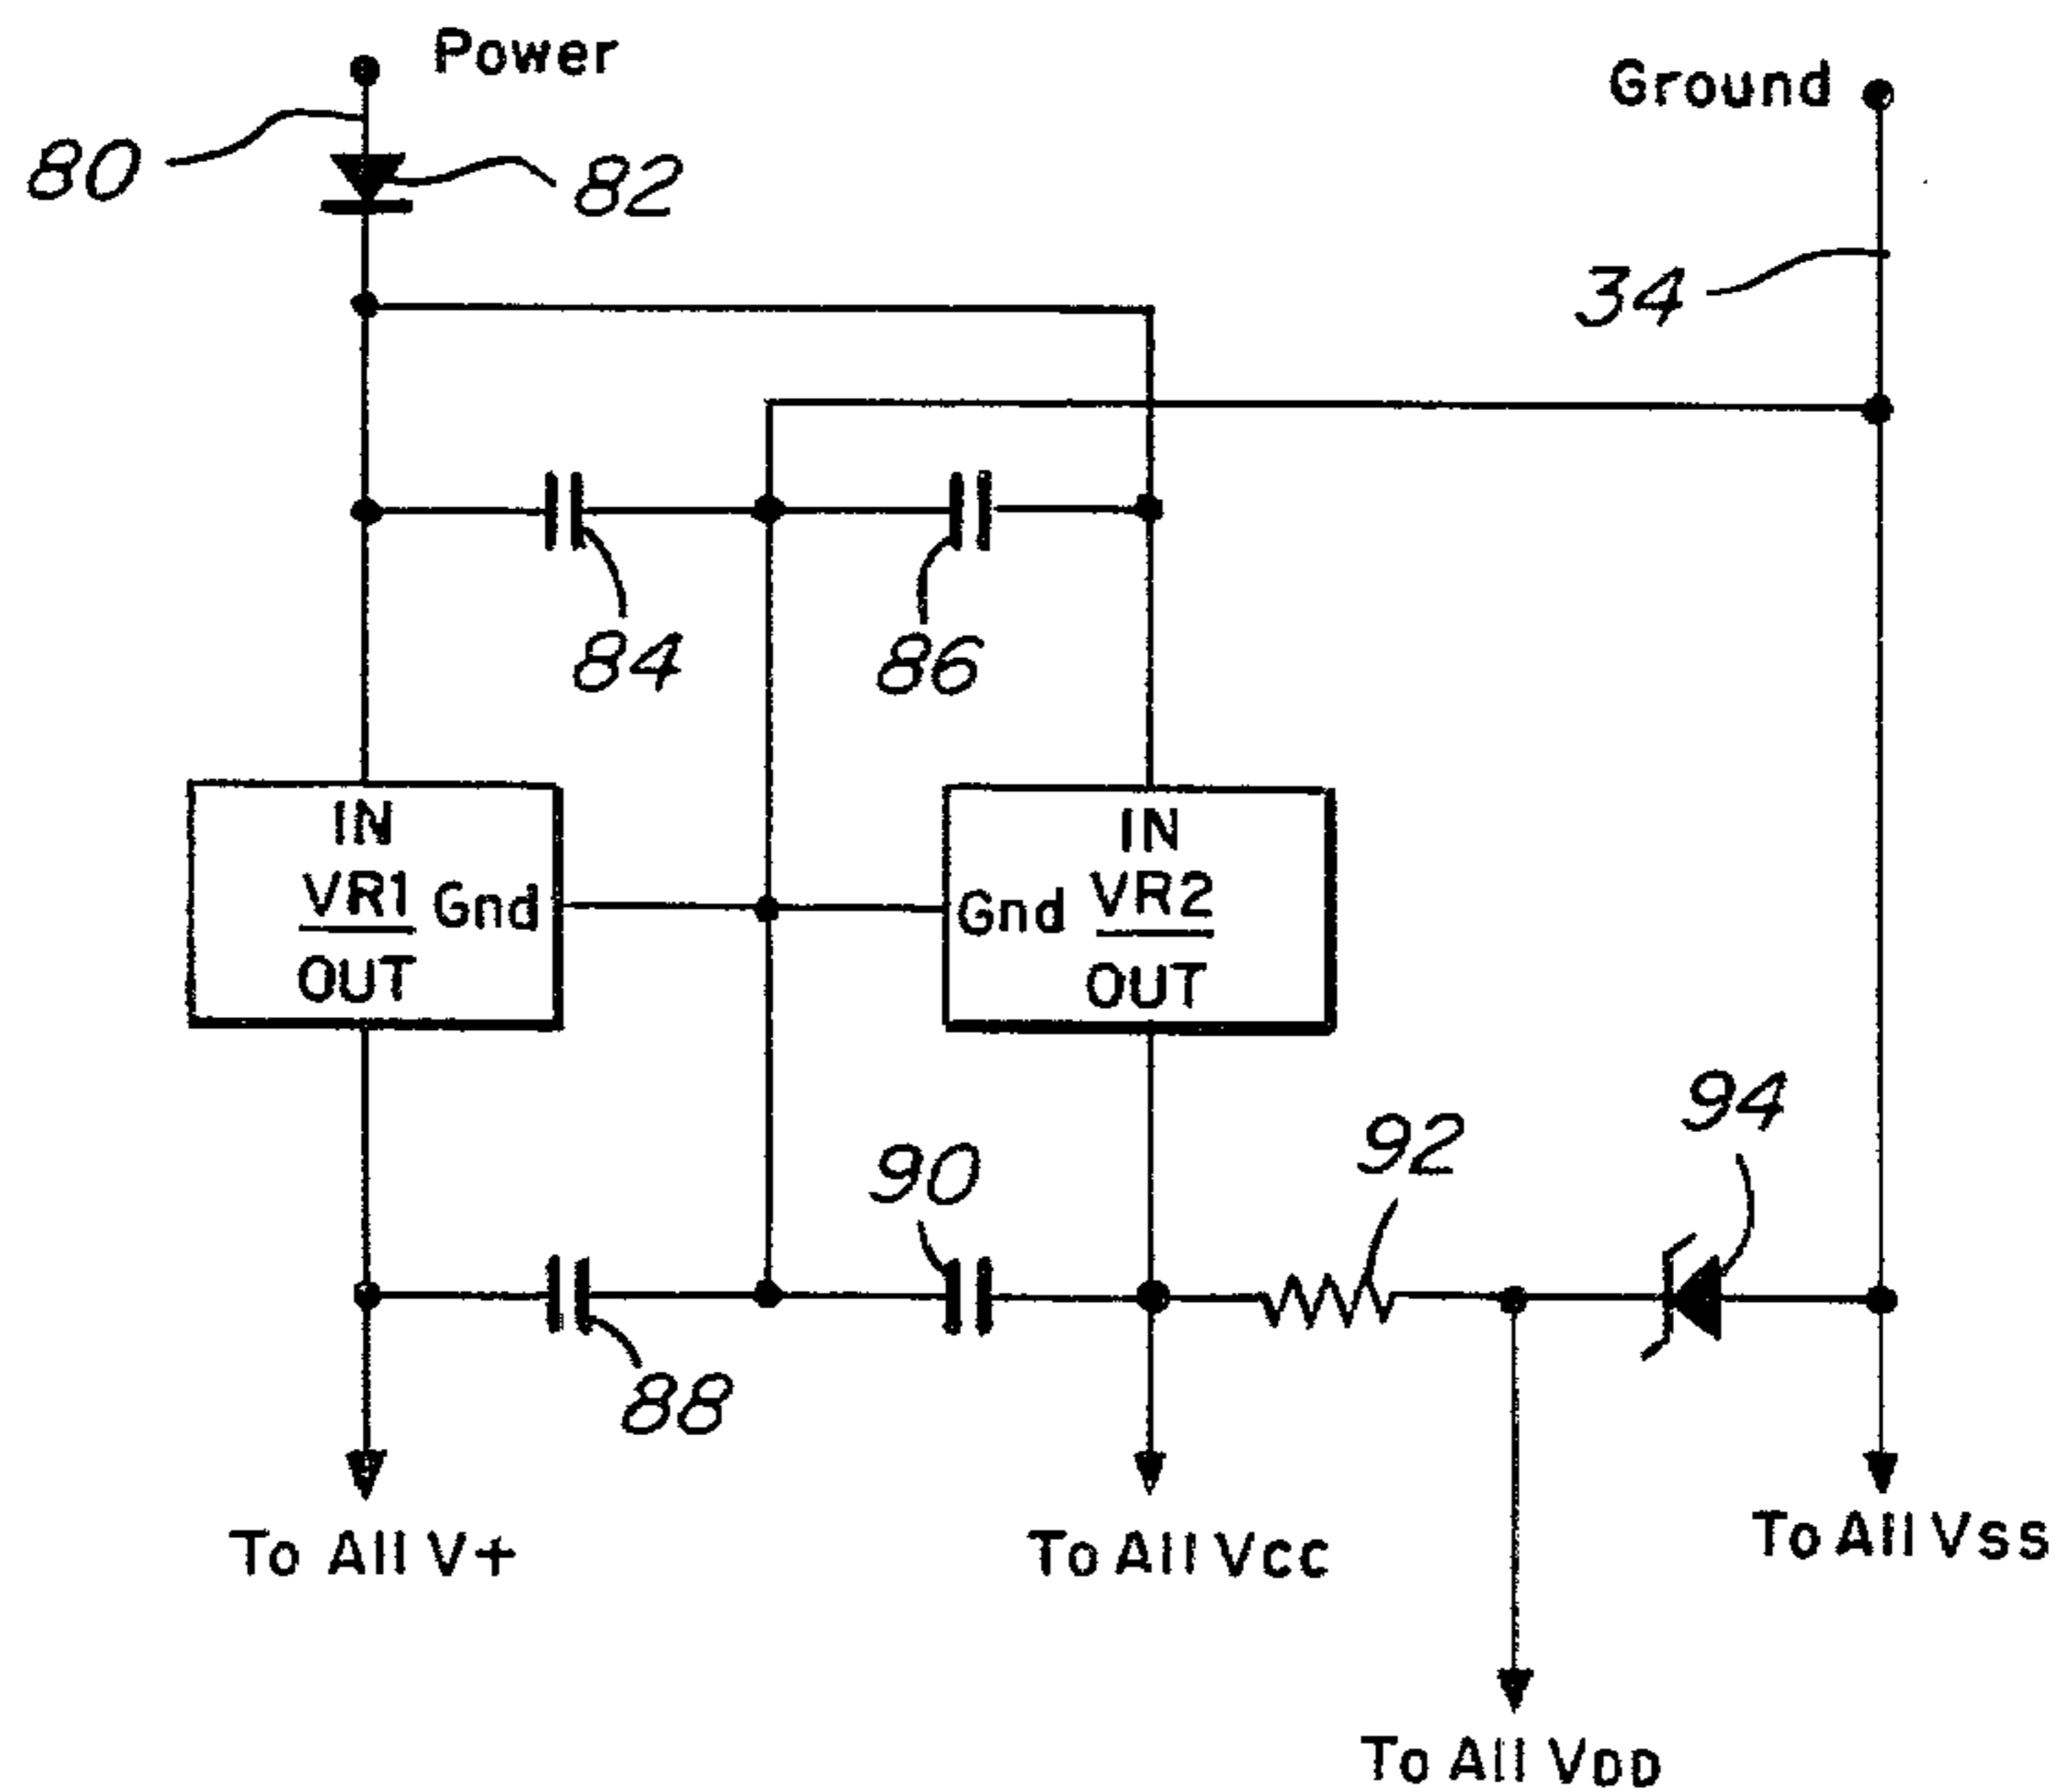 Power
Ground
80
82
34
84
86
IN
VR1 Gnd
OUT
IN
Gnd VR2
OUT
94
92
90
88
To All V+
To All Vcc
To All Vss
To All VDD